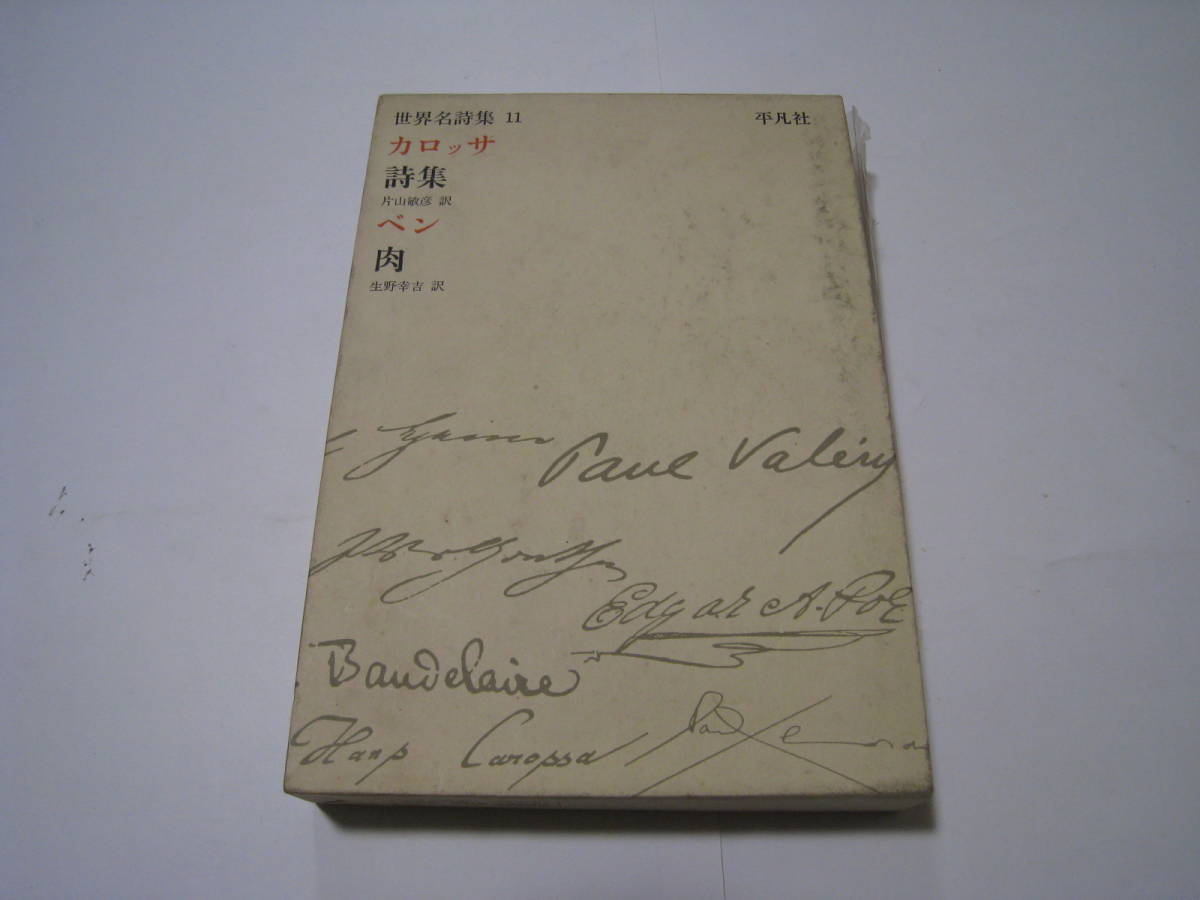 世界名詩集 11 平凡社
カロッサ
詩集
片山敏彦 訳
ベン
肉
生野幸吉 訳
Paul Valéry
Edgar A. Poe
Baudelaire
Hans Carossa